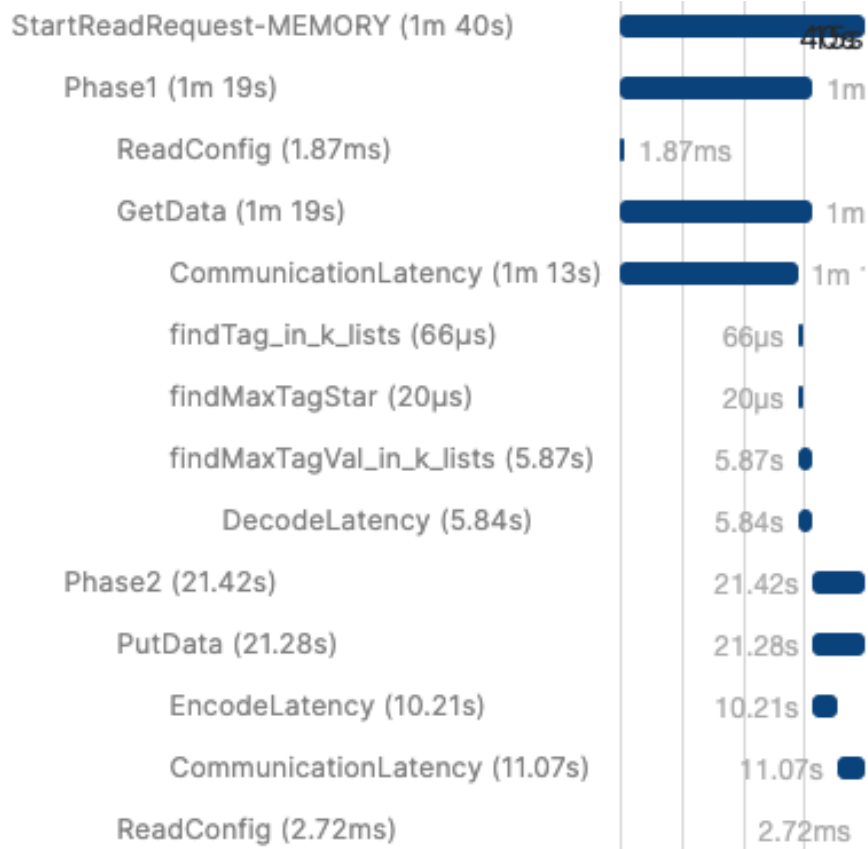 StartReadRequest-MEMORY (1m 40s)
Phase1 (1m 19s) 1m
ReadConfig (1.87ms) 1.87ms
GetData (1m 19s) 1m
CommunicationLatency (1m 13s) 1m
findTag_in_k_lists (66µs) 66µs
findMaxTagStar (20µs) 20µs
findMaxTagVal_in_k_lists (5.87s) 5.87s
DecodeLatency (5.84s) 5.84s
Phase2 (21.42s) 21.42s
PutData (21.28s) 21.28s
EncodeLatency (10.21s) 10.21s
CommunicationLatency (11.07s) 11.07s
ReadConfig (2.72ms) 2.72ms